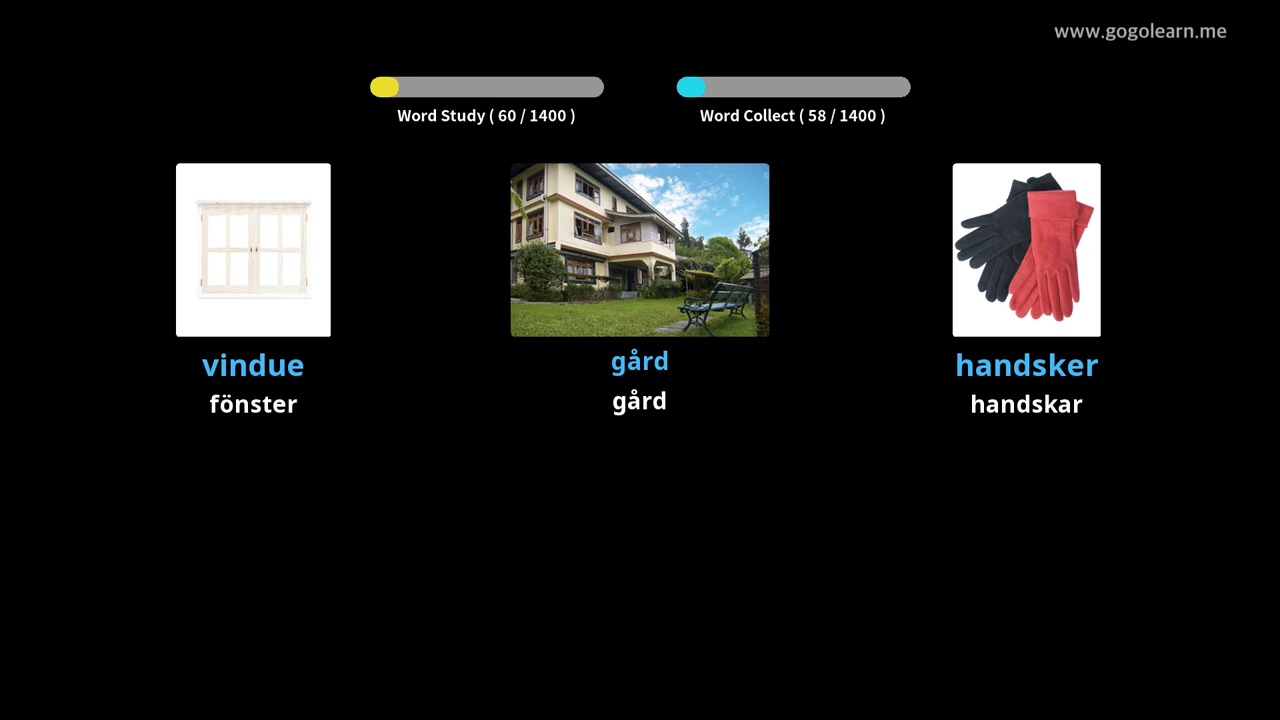 www.gogolearn.me
Word Study ( 60 / 1400 )
Word Collect ( 58 / 1400 )
vindue
fönster
gård
gård
handsker
handskar